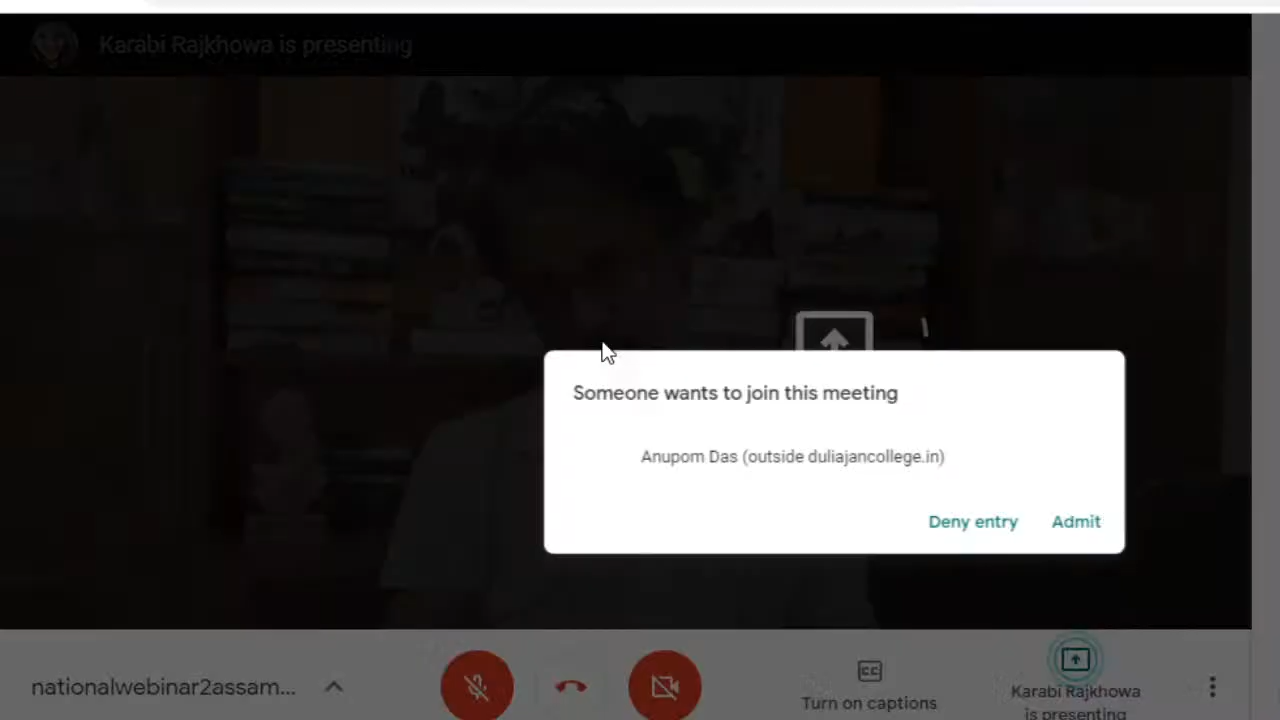 Karabi Rajkhowa is presenting
Someone wants to join this meeting
Anupom Das (outside duliajancollege.in)
Deny entry Admit
nationalwebinar2assam...
Turn on captions
Karabi Rajkhowa
is presenting